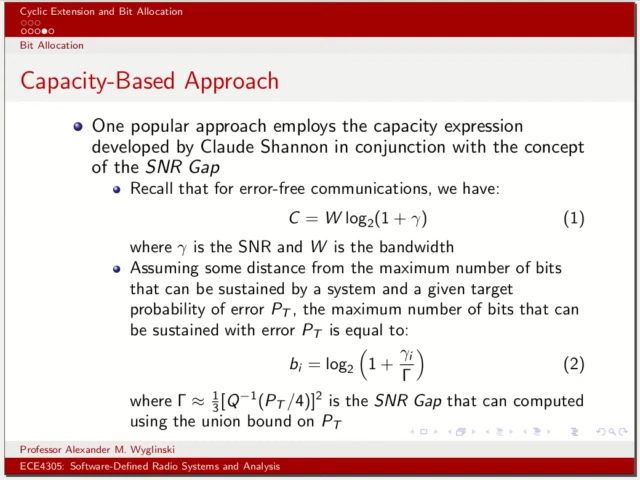 Cyclic Extension and Bit Allocation
Bit Allocation
Capacity-Based Approach
One popular approach employs the capacity expression
developed by Claude Shannon in conjunction with the concept
of the SNR Gap
Recall that for error-free communications, we have:
C = W log₂(1 + γ) (1)
where γ is the SNR and W is the bandwidth
Assuming some distance from the maximum number of bits
that can be sustained by a system and a given target
probability of error P_T, the maximum number of bits that can
be sustained with error P_T is equal to:
b_i = log₂ (1 + γ_i/Γ) (2)
where Γ ≈ 1/3[Q⁻¹(P_T/4)]² is the SNR Gap that can computed
using the union bound on P_T
Professor Alexander M. Wyglinski
ECE4305: Software-Defined Radio Systems and Analysis